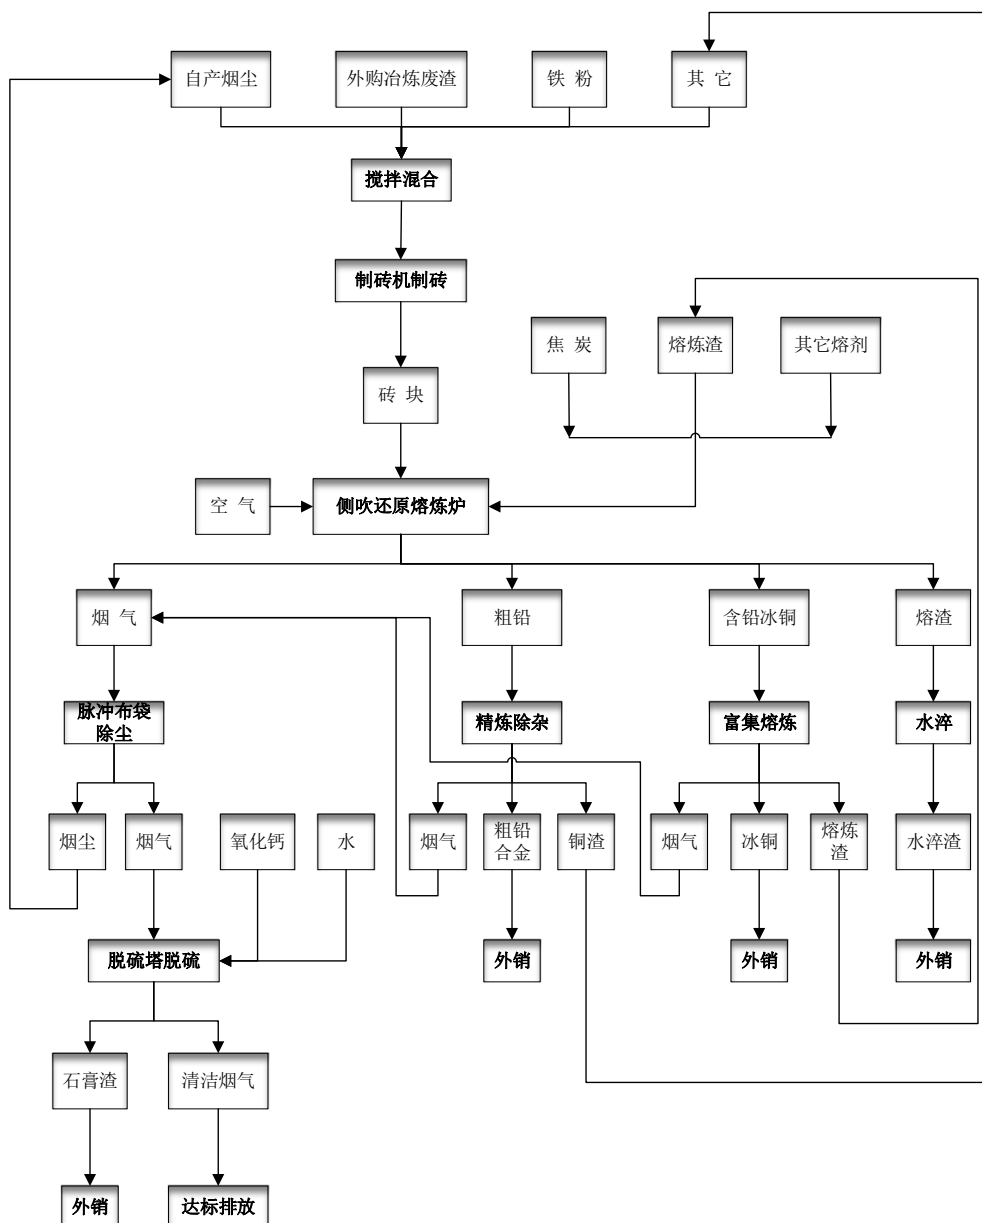 自产烟尘
外购冶炼废渣
铁 粉
其 它
搅拌混合
制砖机制砖
焦 炭
熔炼渣
其它熔剂
砖 块
空 气
侧吹还原熔炼炉
烟 气
粗铅
含铅冰铜
熔渣
脉冲布袋
除尘
精炼除杂
富集熔炼
水淬
烟尘
烟气
氧化钙
水
烟气
粗铅
合金
铜渣
烟气
冰铜
熔炼
渣
水淬渣
脱硫塔脱硫
外销
外销
外销
石膏渣
清洁烟气
外销
达标排放